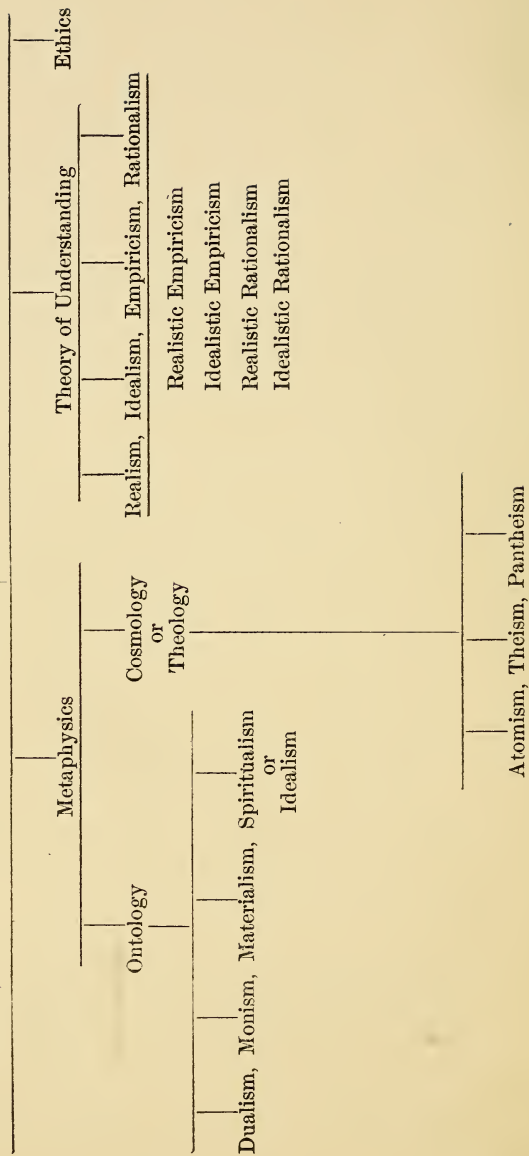 Metaphysics
Theory of Understanding
Ethics
Ontology
Cosmology
or
Theology
Realism, Idealism, Empiricism, Rationalism
Realistic Empiricism
Idealistic Empiricism
Realistic Rationalism
Idealistic Rationalism
Dualism, Monism, Materialism, Spiritualism
or
Idealism
Atomism, Theism, Pantheism